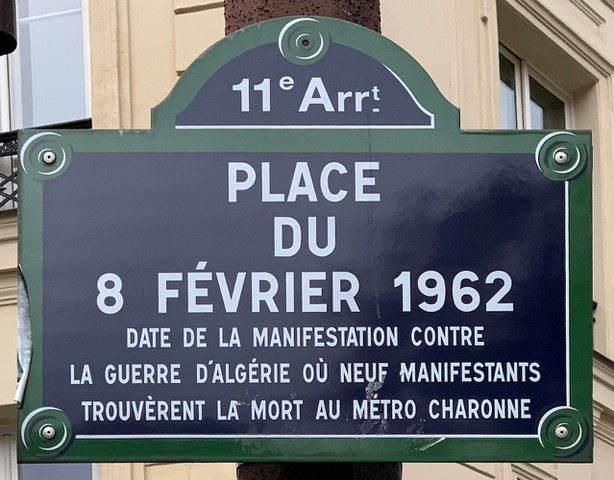 11e Arrt
PLACE
DU
8 FÉVRIER 1962
DATE DE LA MANIFESTATION CONTRE
LA GUERRE D'ALGÉRIE OÙ NEUF MANIFESTANTS
TROUVÈRENT LA MORT AU MÉTRO CHARONNE